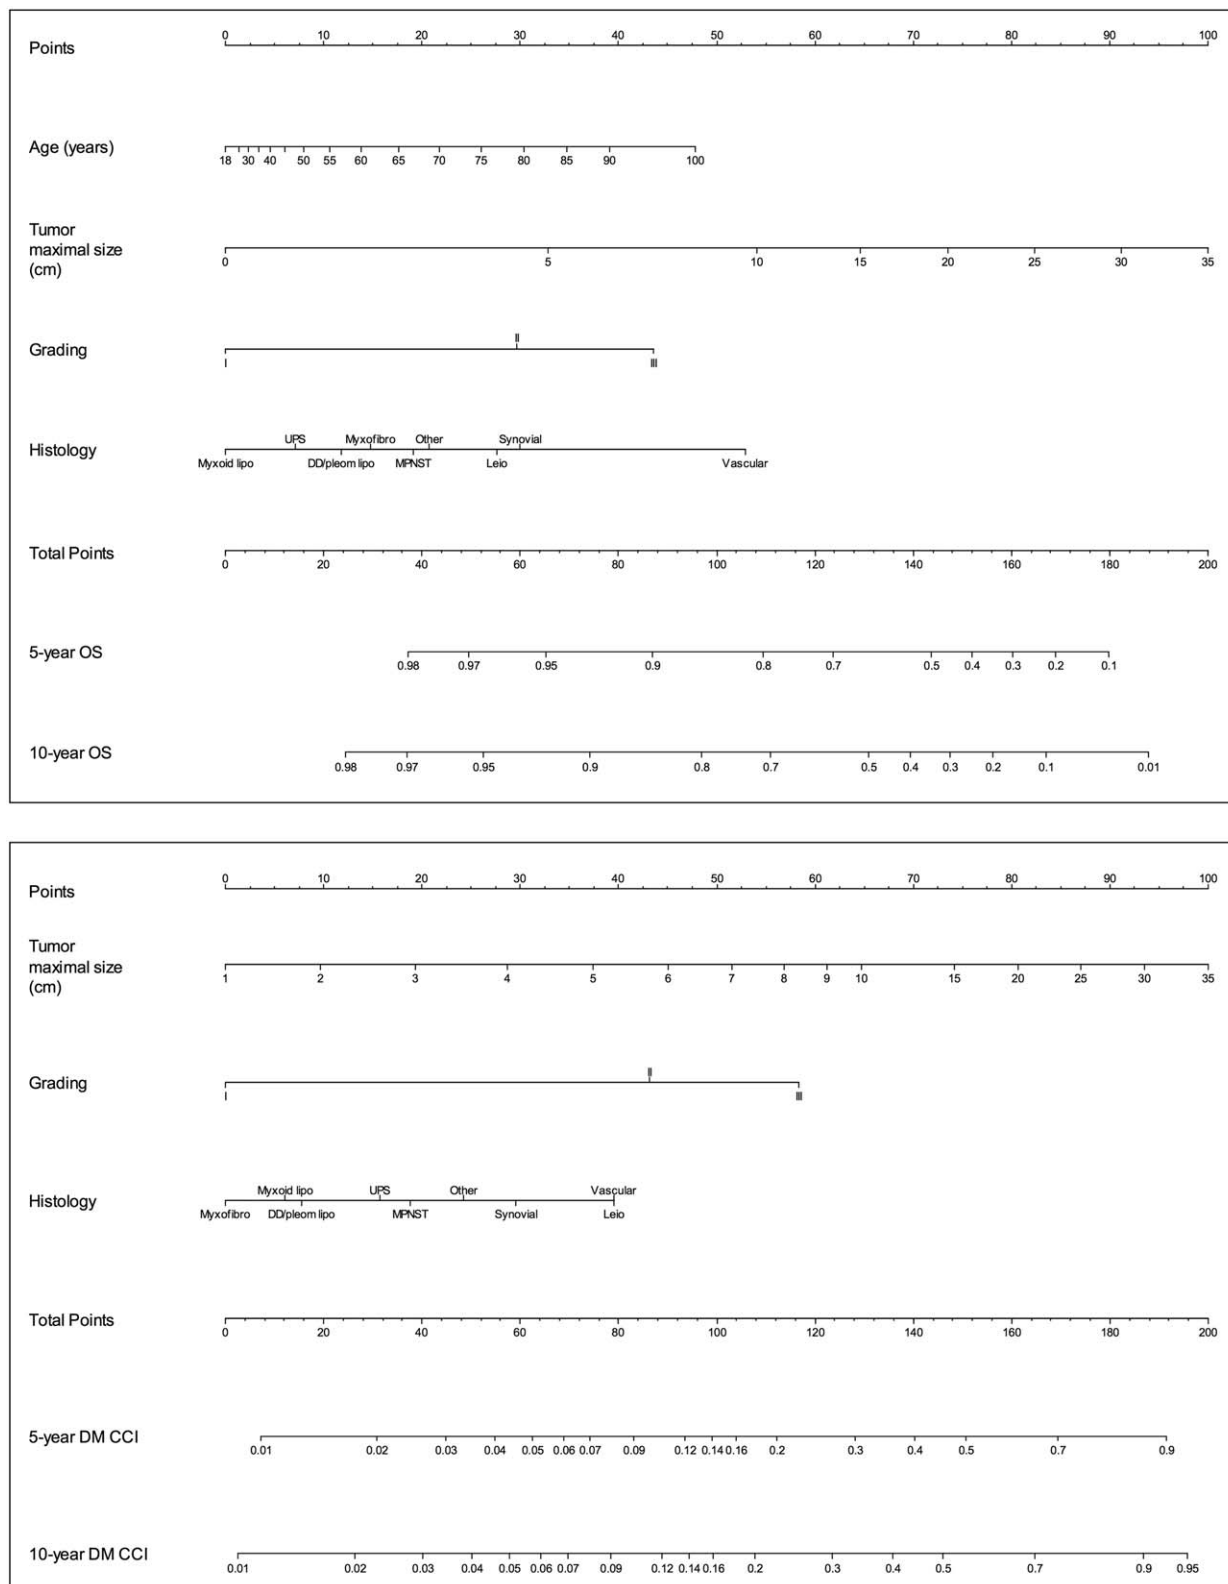 Points
0 10 20 30 40 50 60 70 80 90 100
Age (years)
18 30 40 50 55 60 65 70 75 80 85 90 100
Tumor
maximal size
(cm)
0 5 10 15 20 25 30 35
II
Grading
I III
UPS Myxofibro Other Synovial
Histology
Myxoid lipo DD/pleom lipo MPNST Leio Vascular
Total Points
0 20 40 60 80 100 120 140 160 180 200
5-year OS
0.98 0.97 0.95 0.9 0.8 0.7 0.5 0.4 0.3 0.2 0.1
10-year OS
0.98 0.97 0.95 0.9 0.8 0.7 0.5 0.4 0.3 0.2 0.1 0.01
Points
0 10 20 30 40 50 60 70 80 90 100
Tumor
maximal size
(cm)
1 2 3 4 5 6 7 8 9 10 15 20 25 30 35
II
Grading
I III
Myxoid lipo UPS Other Vascular
Histology
Myxofibro DD/pleom lipo MPNST Synovial Leio
Total Points
0 20 40 60 80 100 120 140 160 180 200
5-year DM CCI
0.01 0.02 0.03 0.04 0.05 0.06 0.07 0.09 0.12 0.14 0.16 0.2 0.3 0.4 0.5 0.7 0.9
10-year DM CCI
0.01 0.02 0.03 0.04 0.05 0.06 0.07 0.09 0.12 0.14 0.16 0.2 0.3 0.4 0.5 0.7 0.9 0.95